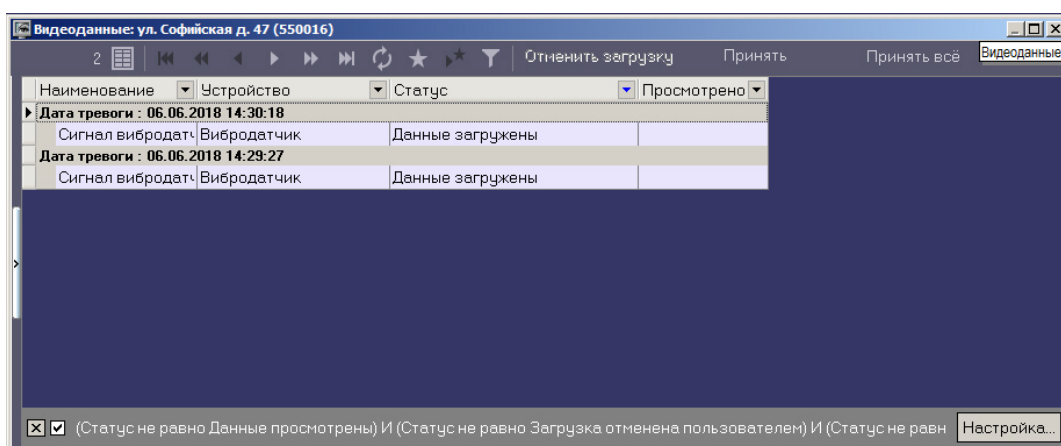 Видеоданные: ул. Софийская д. 47 (550016)
2 Отменить загрузку Принять Принять всё Видеоданные
Наименование Устройство Статус Просмотрено
Дата тревоги : 06.06.2018 14:30:18
Сигнал вибродатч Вибродатчик Данные загружены
Дата тревоги : 06.06.2018 14:29:27
Сигнал вибродатч Вибродатчик Данные загружены
(Статус не равно Данные просмотрены) И (Статус не равно Загрузка отменена пользователем) И (Статус не равн Настройка...